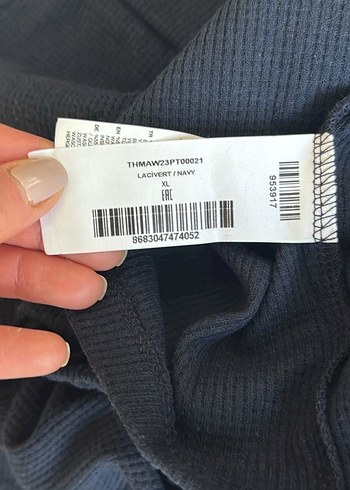 THMAW23PT00021
LACİVERT / NAVY
XL
EAC
8683047474052
953917